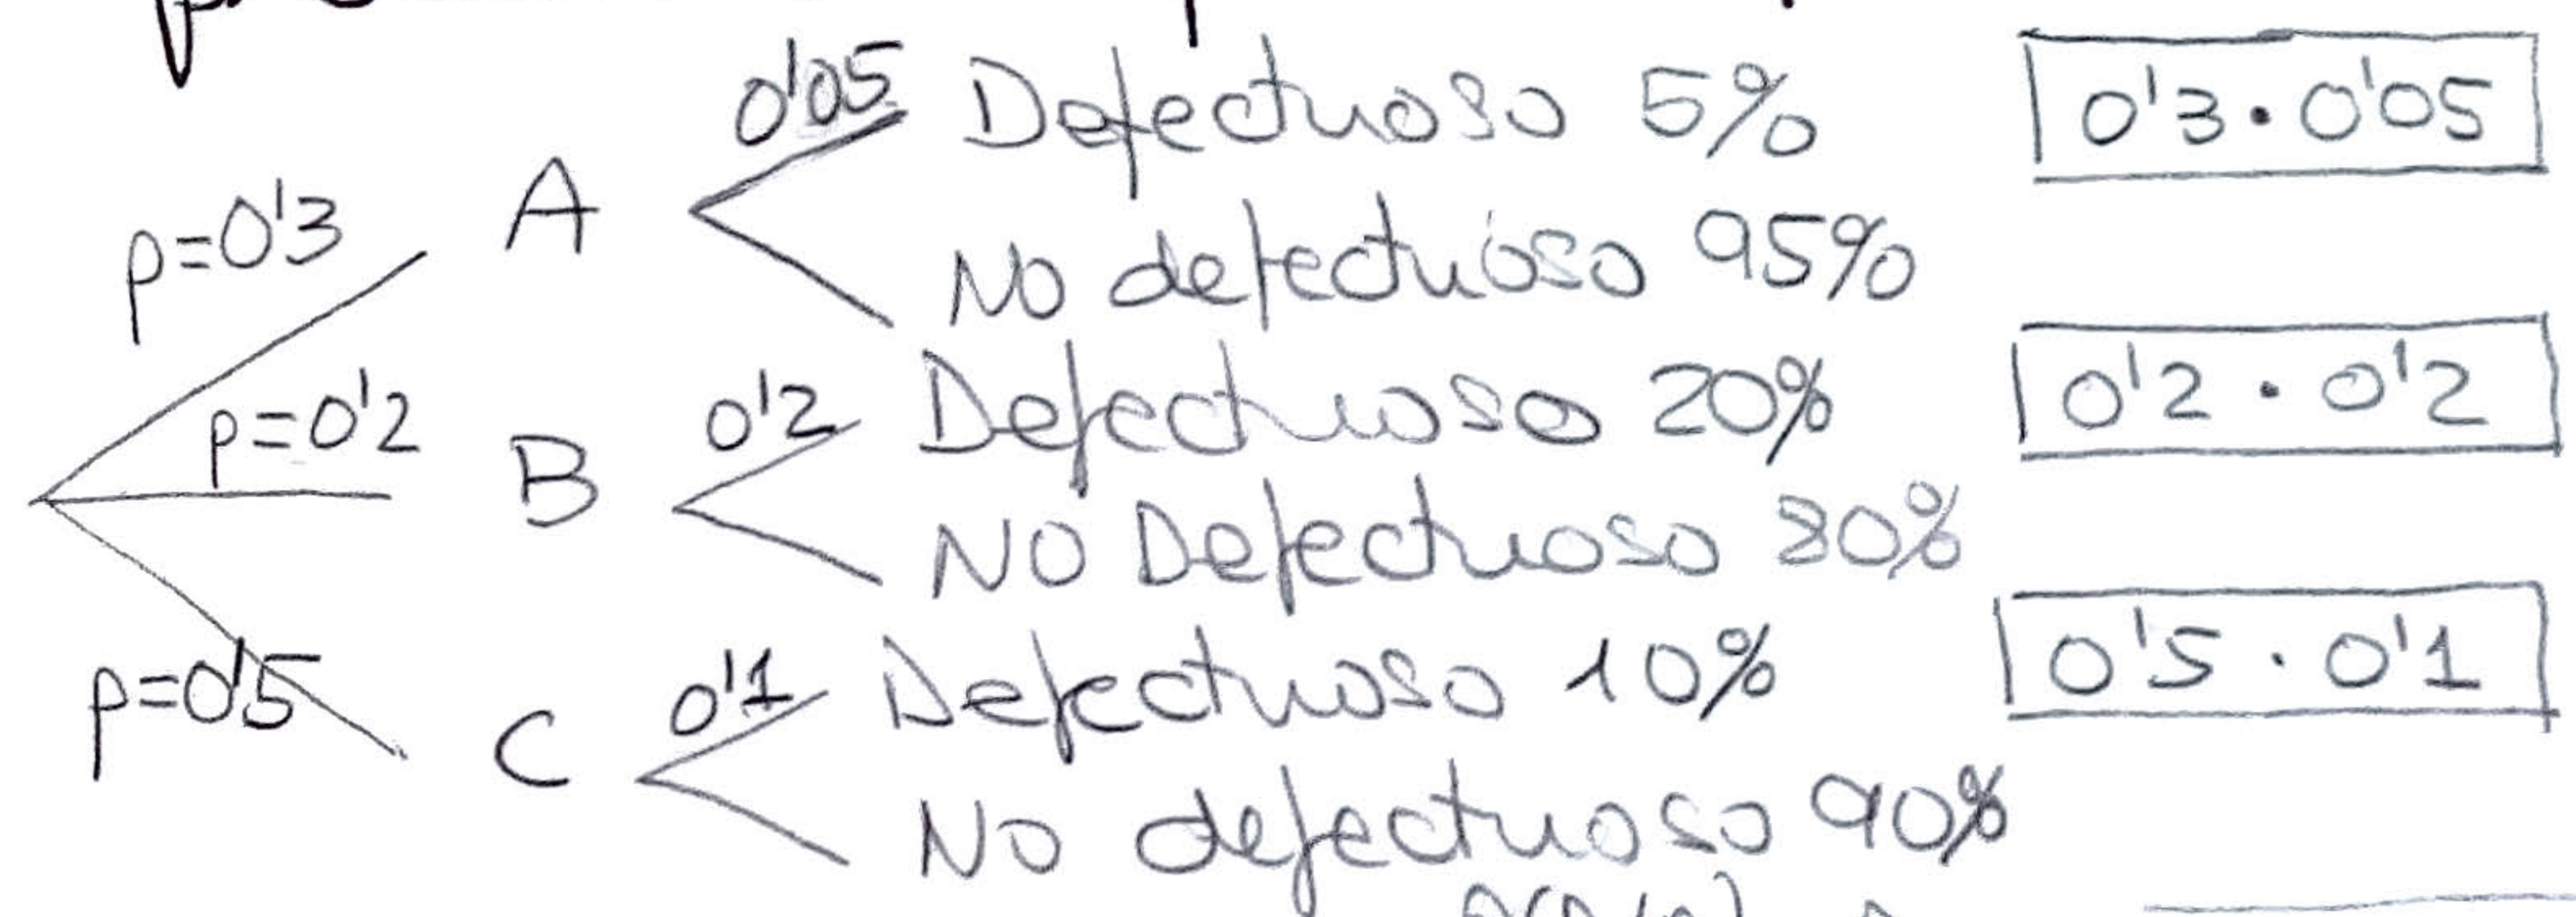 0'05 Defectuoso 5% 0'3 · 0'05
p=0'3 A
No defectuoso 95%
p=0'2 B 0'2 Defectuoso 20% 0'2 · 0'2
NO Defectuoso 80%
p=0'5 C 0'1 Defectuoso 10% 0'5 · 0'1
No defectuoso 90%